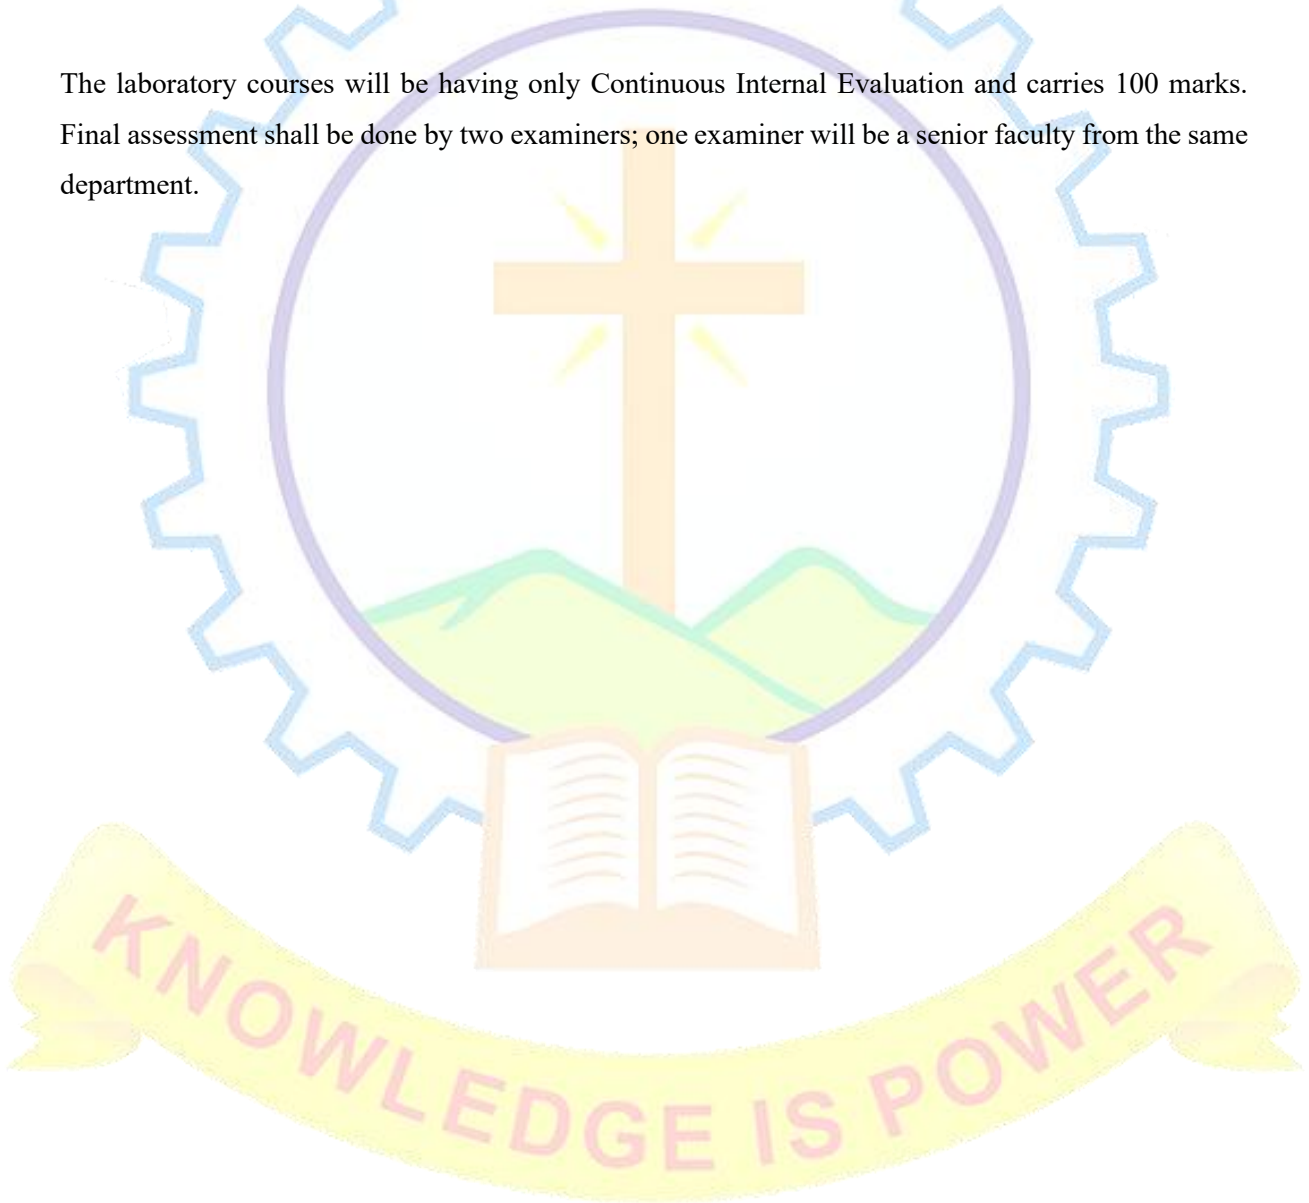 The laboratory courses will be having only Continuous Internal Evaluation and carries 100 marks.
Final assessment shall be done by two examiners; one examiner will be a senior faculty from the same
department.
KNOWLEDGE IS POWER